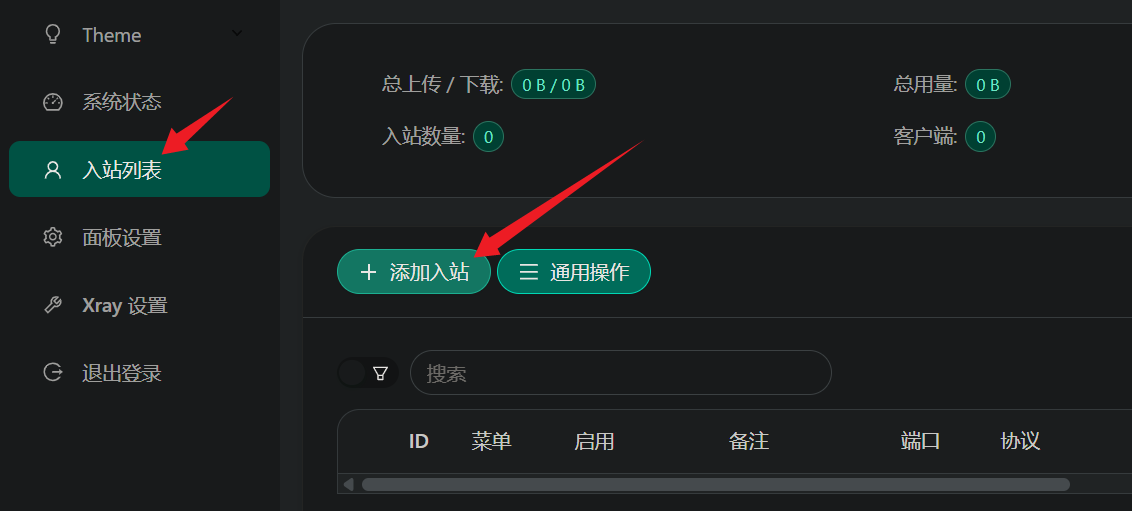 Theme
系统状态
入站列表
面板设置
Xray 设置
退出登录
总上传 / 下载: 0 B / 0 B
总用量: 0 B
入站数量: 0
客户端: 0
添加入站
通用操作
搜索
ID 菜单 启用 备注 端口 协议